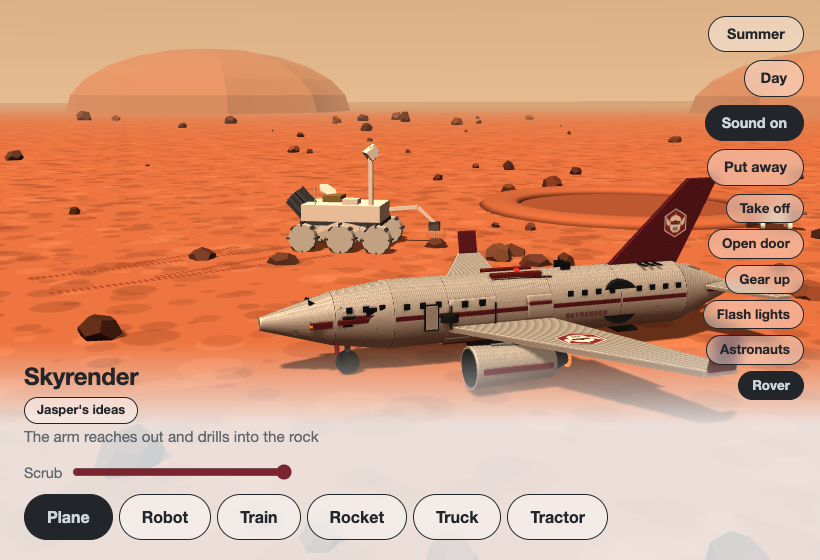 Summer
Day
Sound on
Put away
Take off
Open door
Gear up
Flash lights
Astronauts
Rover
SKYRENDER
Skyrender
Jasper's ideas
The arm reaches out and drills into the rock
Scrub
Plane
Robot
Train
Rocket
Truck
Tractor